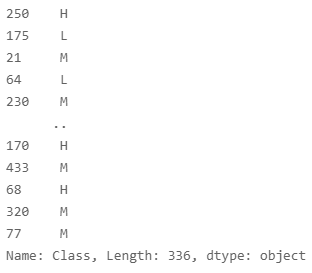 250 H
175 L
21 M
64 L
230 M
..
170 H
433 M
68 H
320 M
77 M
Name: Class, Length: 336, dtype: object